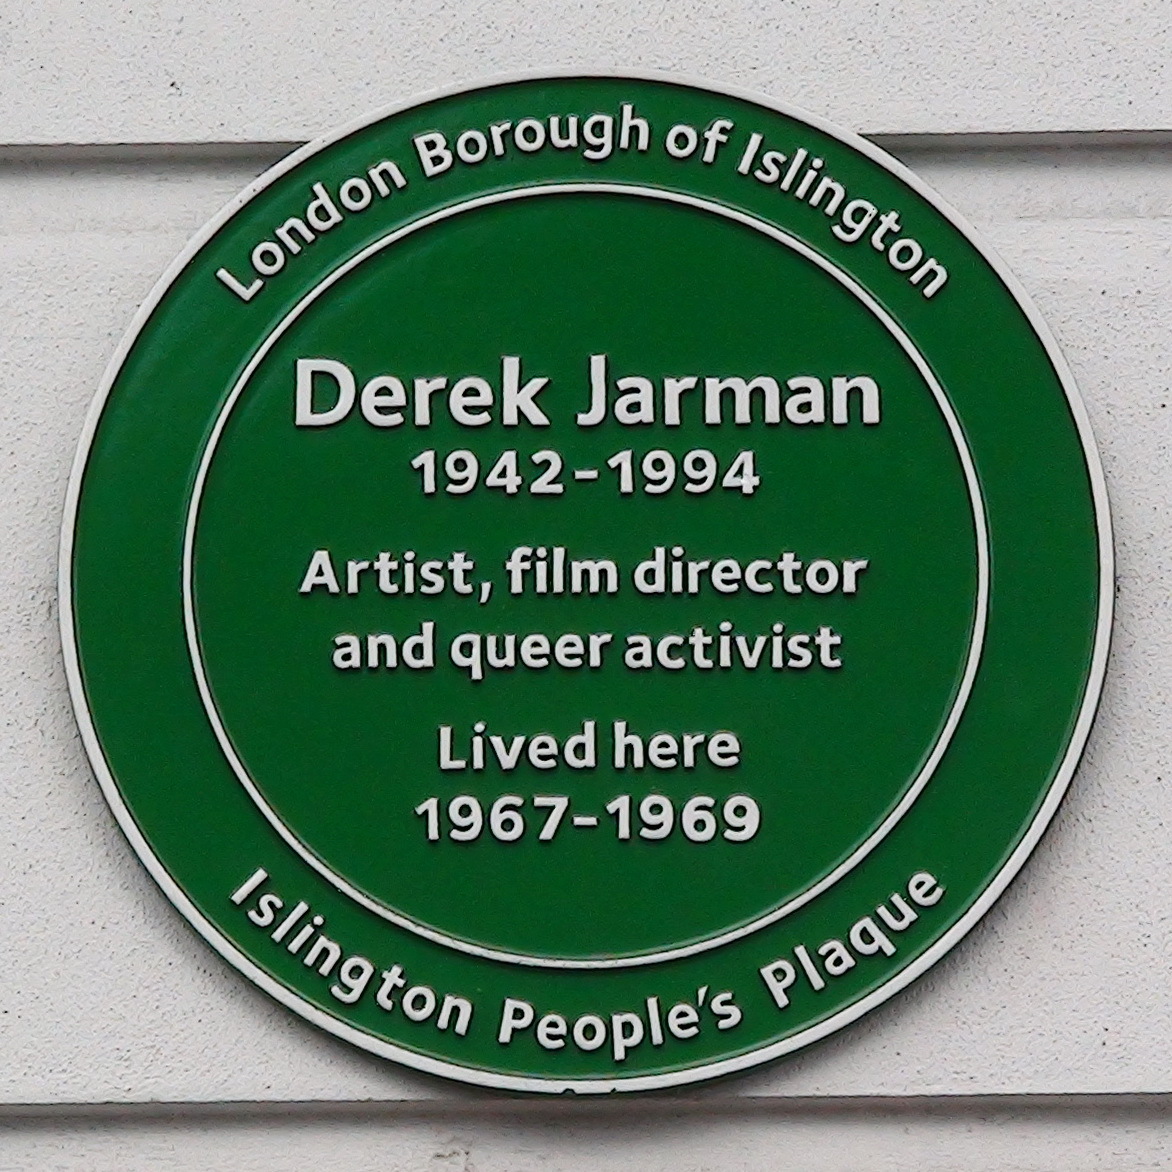 London Borough of Islington
Derek Jarman
1942-1994
Artist, film director
and queer activist
Lived here
1967-1969
Islington People's Plaque